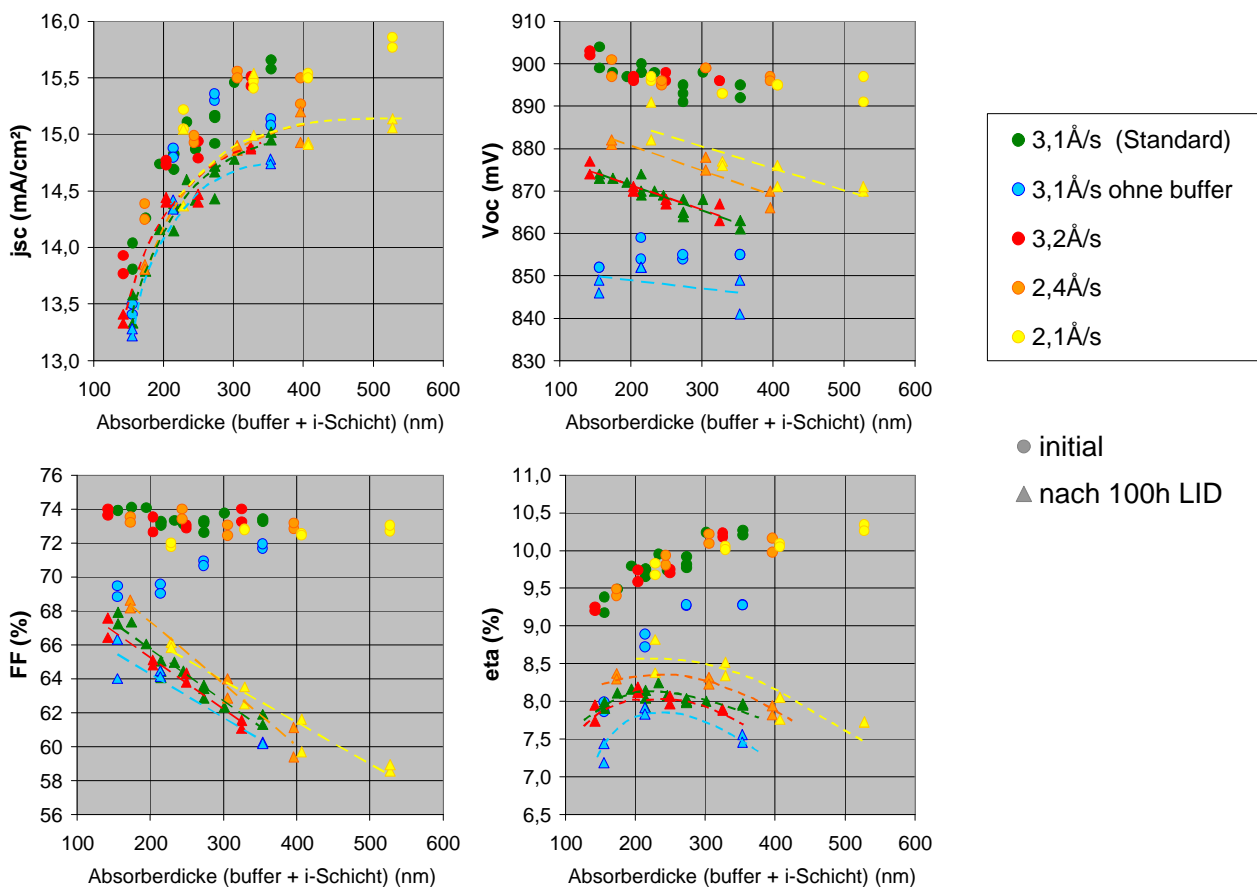 16,0
15,5
15,0
14,5
14,0
13,5
13,0
jsc (mA/cm²)
100 200 300 400 500 600
Absorberdicke (buffer + i-Schicht) (nm)
910
900
890
880
870
860
850
840
830
Voc (mV)
100 200 300 400 500 600
Absorberdicke (buffer + i-Schicht) (nm)
3,1Å/s (Standard)
3,1Å/s ohne buffer
3,2Å/s
2,4Å/s
2,1Å/s
initial
nach 100h LID
76
74
72
70
68
66
64
62
60
58
56
FF (%)
100 200 300 400 500 600
Absorberdicke (buffer + i-Schicht) (nm)
11,0
10,5
10,0
9,5
9,0
8,5
8,0
7,5
7,0
6,5
eta (%)
100 200 300 400 500 600
Absorberdicke (buffer + i-Schicht) (nm)